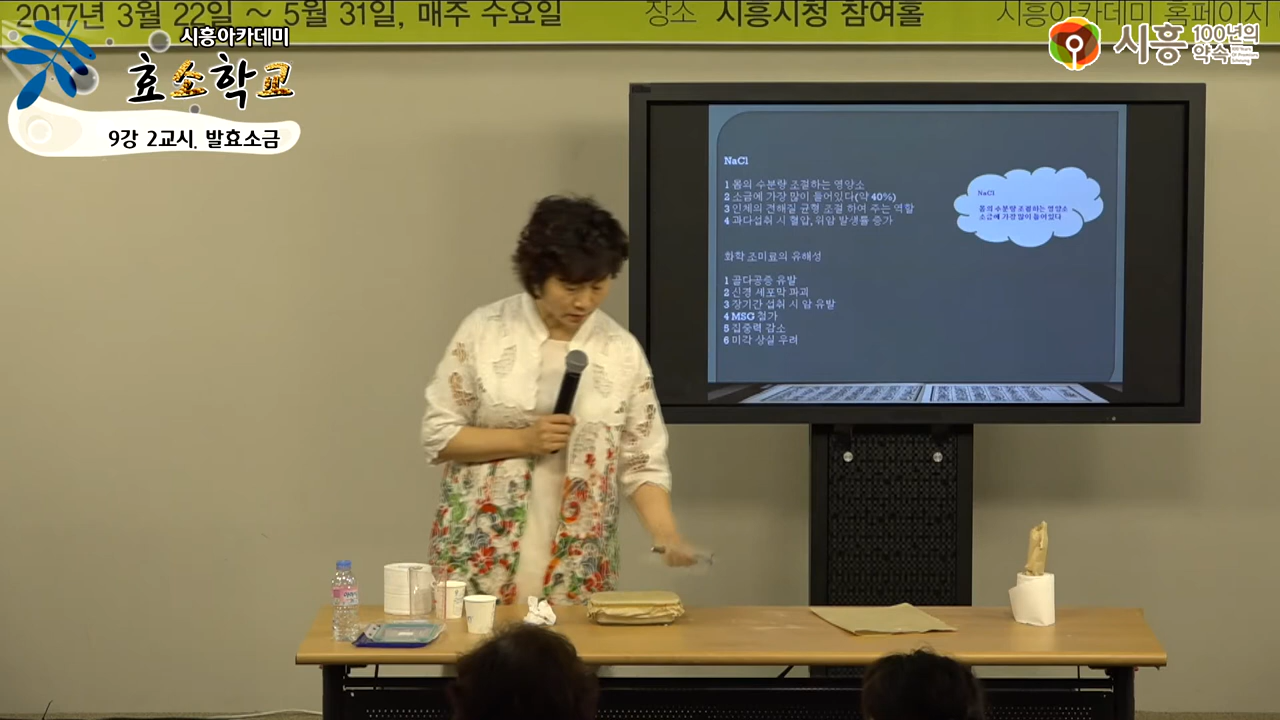 2017년 3월 22일 ~ 5월 31일, 매주 수요일
장소 시흥시청 참여홀
시흥아카데미 홈페이지
시흥아카데미
효소학교
9강 2교시. 발효소금
시흥 100년의 약속
NaCl
1 몸의 수분량 조절하는 영양소
2 소금에 가장 많이 들어있다(약 40%)
3 인체의 전해질 균형 조절 하여 주는 역할
4 과다섭취 시 혈압, 위암 발생률 증가
화학 조미료의 유해성
1 골다공증 유발
2 신경 세포막 파괴
3 장기간 섭취 시 암 유발
4 MSG 첨가
5 집중력 감소
6 미각 상실 우려
NaCl
몸의 수분량 조절하는 영양소
소금에 가장 많이 들어있다